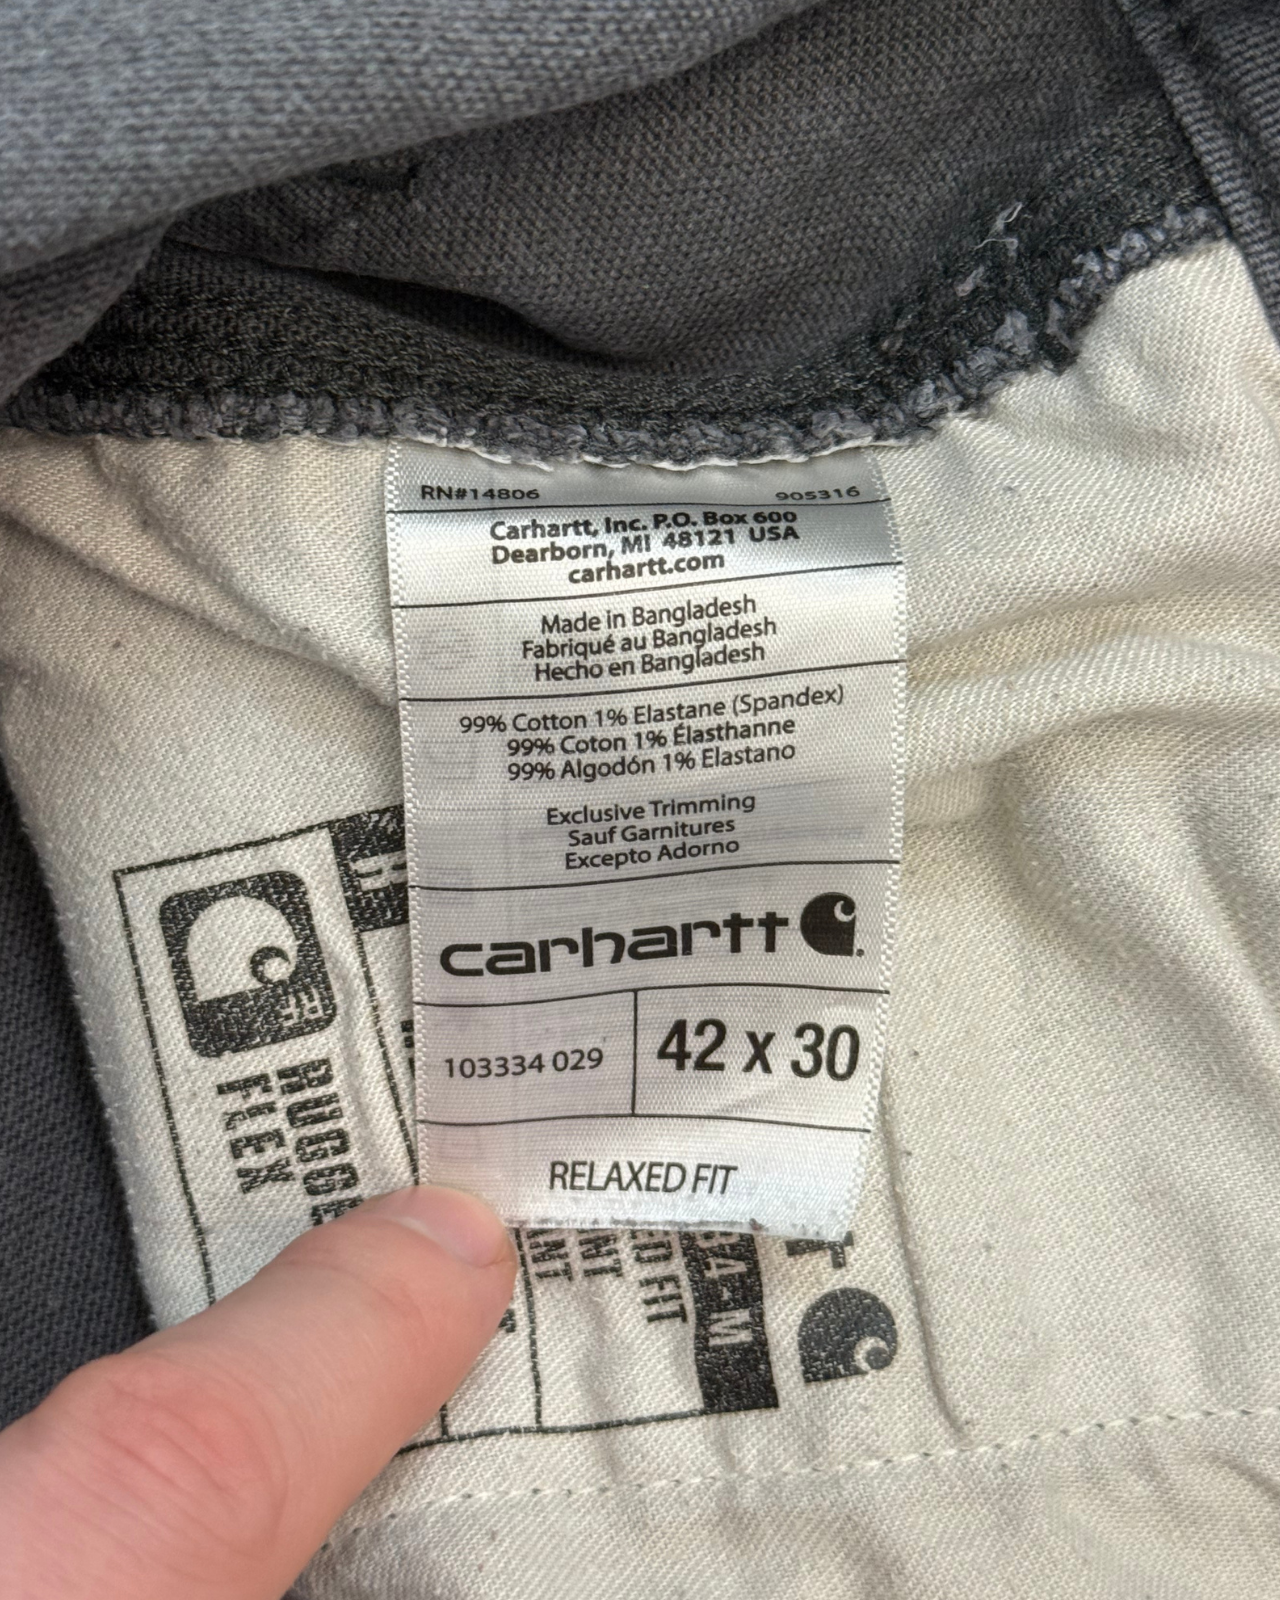 RN#14806 905316
Carhartt, Inc. P.O. Box 600
Dearborn, MI 48121 USA
carhartt.com
Made in Bangladesh
Fabriqué au Bangladesh
Hecho en Bangladesh
99% Cotton 1% Elastane (Spandex)
99% Coton 1% Élasthanne
99% Algodón 1% Elastano
Exclusive Trimming
Sauf Garnitures
Excepto Adorno
carhartt
103334 029 42 x 30
RELAXED FIT
RF
FLEX
FIT